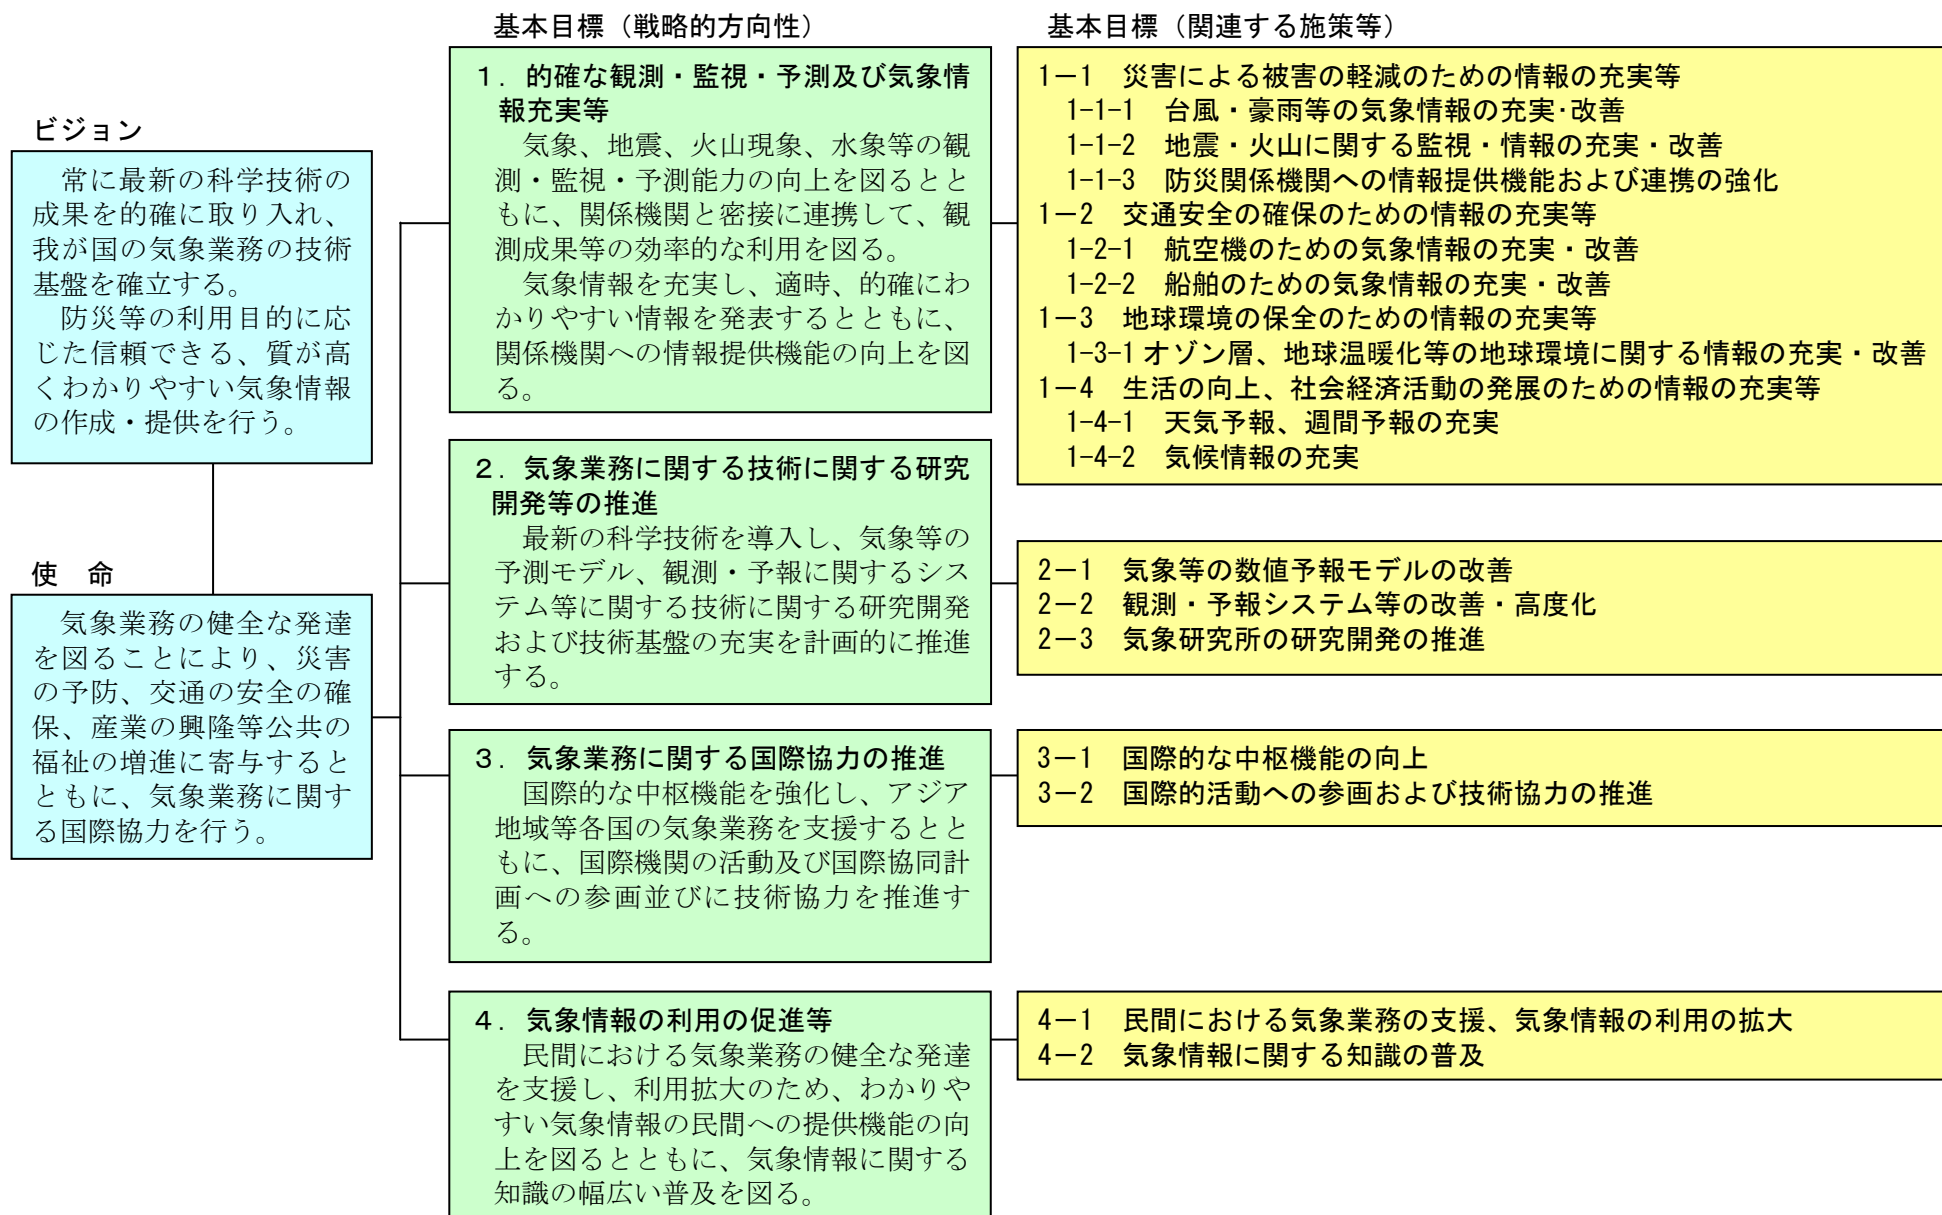 ビジョン
常に最新の科学技術の
成果を的確に取り入れ、
我が国の気象業務の技術
基盤を確立する。
防災等の利用目的に応
じた信頼できる、質が高
くわかりやすい気象情報
の作成・提供を行う。
使　命
気象業務の健全な発達
を図ることにより、災害
の予防、交通の安全の確
保、産業の興隆等公共の
福祉の増進に寄与すると
ともに、気象業務に関す
る国際協力を行う。
基本目標（戦略的方向性）
１．的確な観測・監視・予測及び気象情
報充実等
気象、地震、火山現象、水象等の観
測・監視・予測能力の向上を図るとと
もに、関係機関と密接に連携して、観
測成果等の効率的な利用を図る。
気象情報を充実し、適時、的確にわ
かりやすい情報を発表するとともに、
関係機関への情報提供機能の向上を図
る。
２．気象業務に関する技術に関する研究
開発等の推進
最新の科学技術を導入し、気象等の
予測モデル、観測・予報に関するシス
テム等に関する技術に関する研究開発
および技術基盤の充実を計画的に推進
する。
３．気象業務に関する国際協力の推進
国際的な中枢機能を強化し、アジア
地域等各国の気象業務を支援するとと
もに、国際機関の活動及び国際協同計
画への参画並びに技術協力を推進す
る。
４．気象情報の利用の促進等
民間における気象業務の健全な発達
を支援し、利用拡大のため、わかりや
すい気象情報の民間への提供機能の向
上を図るとともに、気象情報に関する
知識の幅広い普及を図る。
基本目標（関連する施策等）
1－1　災害による被害の軽減のための情報の充実等
1-1-1　台風・豪雨等の気象情報の充実･改善
1-1-2　地震・火山に関する監視・情報の充実・改善
1-1-3　防災関係機関への情報提供機能および連携の強化
1－2　交通安全の確保のための情報の充実等
1-2-1　航空機のための気象情報の充実・改善
1-2-2　船舶のための気象情報の充実・改善
1－3　地球環境の保全のための情報の充実等
1-3-1 オゾン層、地球温暖化等の地球環境に関する情報の充実・改善
1－4　生活の向上、社会経済活動の発展のための情報の充実等
1-4-1　天気予報、週間予報の充実
1-4-2　気候情報の充実
2－1　気象等の数値予報モデルの改善
2－2　観測・予報システム等の改善・高度化
2－3　気象研究所の研究開発の推進
3－1　国際的な中枢機能の向上
3－2　国際的活動への参画および技術協力の推進
4－1　民間における気象業務の支援、気象情報の利用の拡大
4－2　気象情報に関する知識の普及